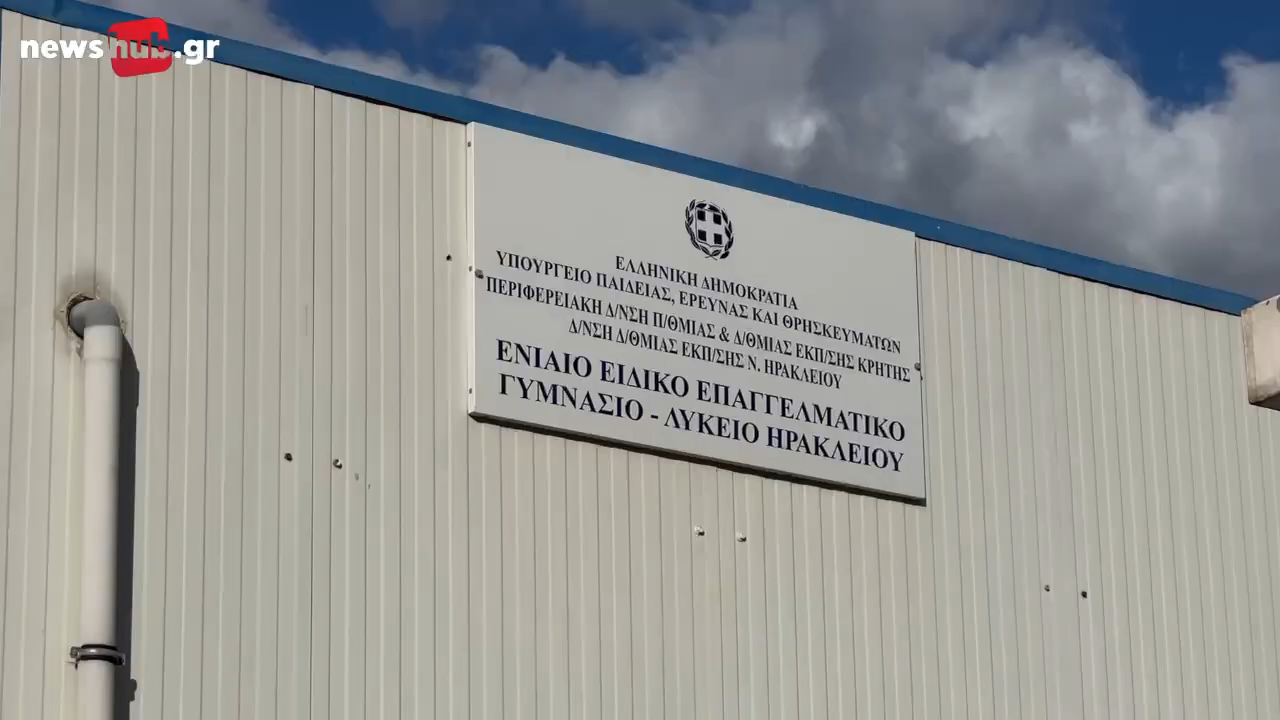 newshub.gr
ΕΛΛΗΝΙΚΗ ΔΗΜΟΚΡΑΤΙΑ
ΥΠΟΥΡΓΕΙΟ ΠΑΙΔΕΙΑΣ, ΕΡΕΥΝΑΣ ΚΑΙ ΘΡΗΣΚΕΥΜΑΤΩΝ
ΠΕΡΙΦΕΡΕΙΑΚΗ Δ/ΝΣΗ Π/ΘΜΙΑΣ & Δ/ΘΜΙΑΣ ΕΚΠ/ΣΗΣ ΚΡΗΤΗΣ
Δ/ΝΣΗ Δ/ΘΜΙΑΣ ΕΚΠ/ΣΗΣ Ν. ΗΡΑΚΛΕΙΟΥ
ΕΝΙΑΙΟ ΕΙΔΙΚΟ ΕΠΑΓΓΕΛΜΑΤΙΚΟ
ΓΥΜΝΑΣΙΟ - ΛΥΚΕΙΟ ΗΡΑΚΛΕΙΟΥ